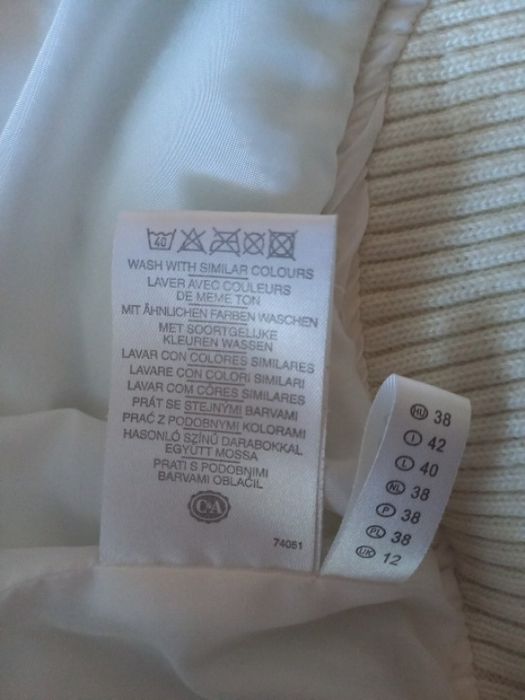 40
WASH WITH SIMILAR COLOURS
LAVER AVEC COULEURS
DE MEME TON
MIT ÄHNLICHEN FARBEN WASCHEN
MET SOORTGELIJKE
KLEUREN WASSEN
LAVAR CON COLORES SIMILARES
LAVARE CON COLORI SIMILARI
LAVAR COM CÔRES SIMILARES
PRÁT SE STEJNYMI BARVAMI
PRAĆ Z PODOBNYMI KOLORAMI
HASONLÓ SZÍNŰ DARABOKKAL
EGYÜTT MOSSA
PRATI S PODOBNIMI
BARVAMI OBLAČIL
C&A
74051
HU 38
I 42
L 40
NL 38
P 38
PL 38
UK 12